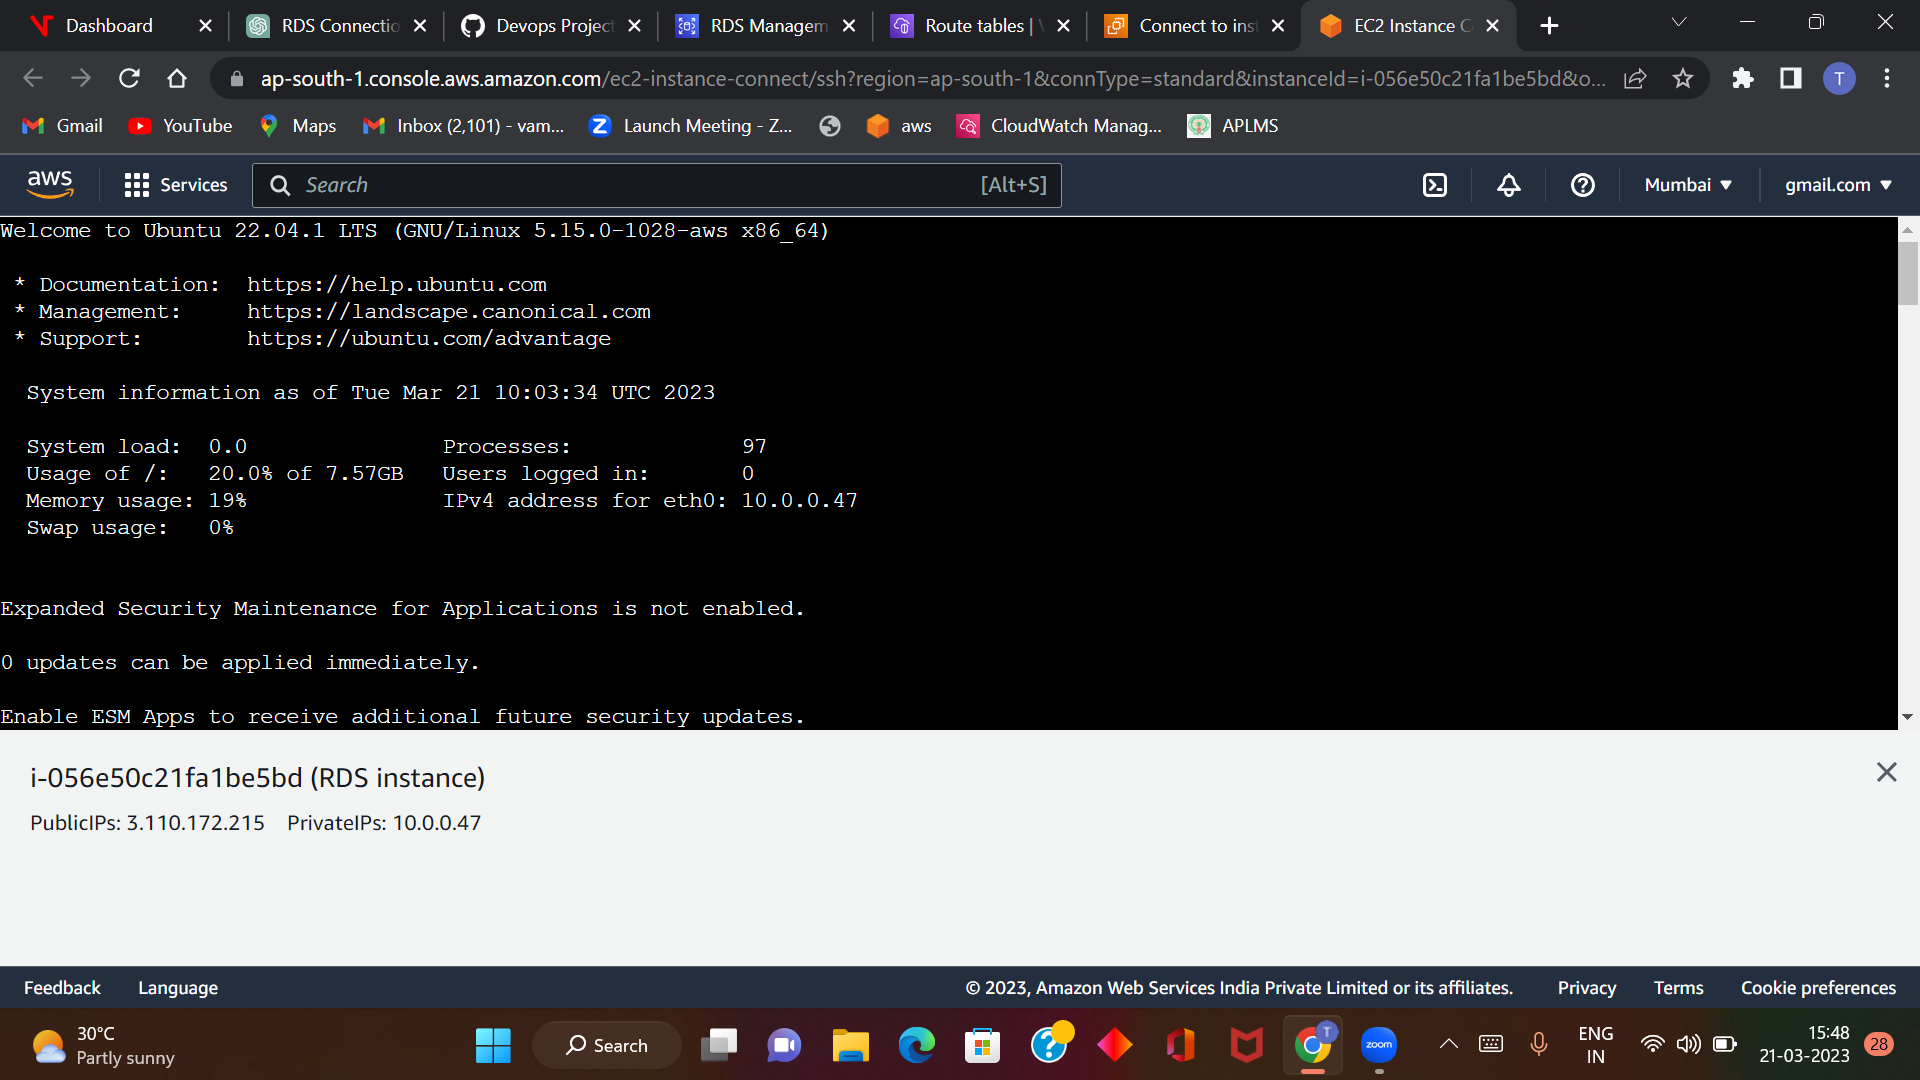 Dashboard
RDS Connectio
Devops Project
RDS Managem
Route tables |
Connect to inst
EC2 Instance C
ap-south-1.console.aws.amazon.com/ec2-instance-connect/ssh?region=ap-south-1&connType=standard&instanceId=i-056e50c21fa1be5bd&o...
T
Gmail
YouTube
Maps
Inbox (2,101) - vam...
Launch Meeting - Z...
aws
CloudWatch Manag...
APLMS
aws
Services
Search
[Alt+S]
Mumbai
gmail.com
Welcome to Ubuntu 22.04.1 LTS (GNU/Linux 5.15.0-1028-aws x86_64)
* Documentation: https://help.ubuntu.com
* Management: https://landscape.canonical.com
* Support: https://ubuntu.com/advantage
System information as of Tue Mar 21 10:03:34 UTC 2023
System load: 0.0 Processes: 97
Usage of /: 20.0% of 7.57GB Users logged in: 0
Memory usage: 19% IPv4 address for eth0: 10.0.0.47
Swap usage: 0%
Expanded Security Maintenance for Applications is not enabled.
0 updates can be applied immediately.
Enable ESM Apps to receive additional future security updates.
i-056e50c21fa1be5bd (RDS instance)
PublicIPs: 3.110.172.215 PrivateIPs: 10.0.0.47
Feedback
Language
© 2023, Amazon Web Services India Private Limited or its affiliates.
Privacy
Terms
Cookie preferences
30°C
Partly sunny
Search
T
zoom
ENG
IN
15:48
21-03-2023
28